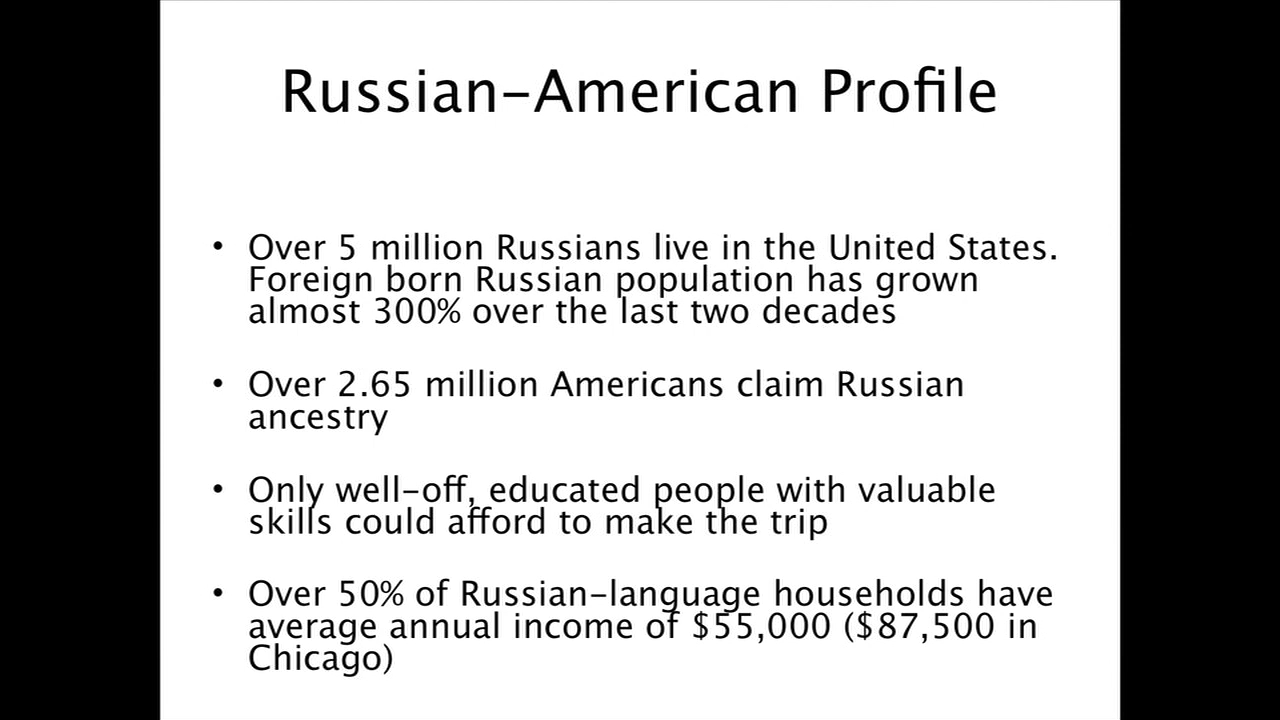 Russian-American Profile
• Over 5 million Russians live in the United States.
Foreign born Russian population has grown
almost 300% over the last two decades
• Over 2.65 million Americans claim Russian
ancestry
• Only well-off, educated people with valuable
skills could afford to make the trip
• Over 50% of Russian-language households have
average annual income of $55,000 ($87,500 in
Chicago)